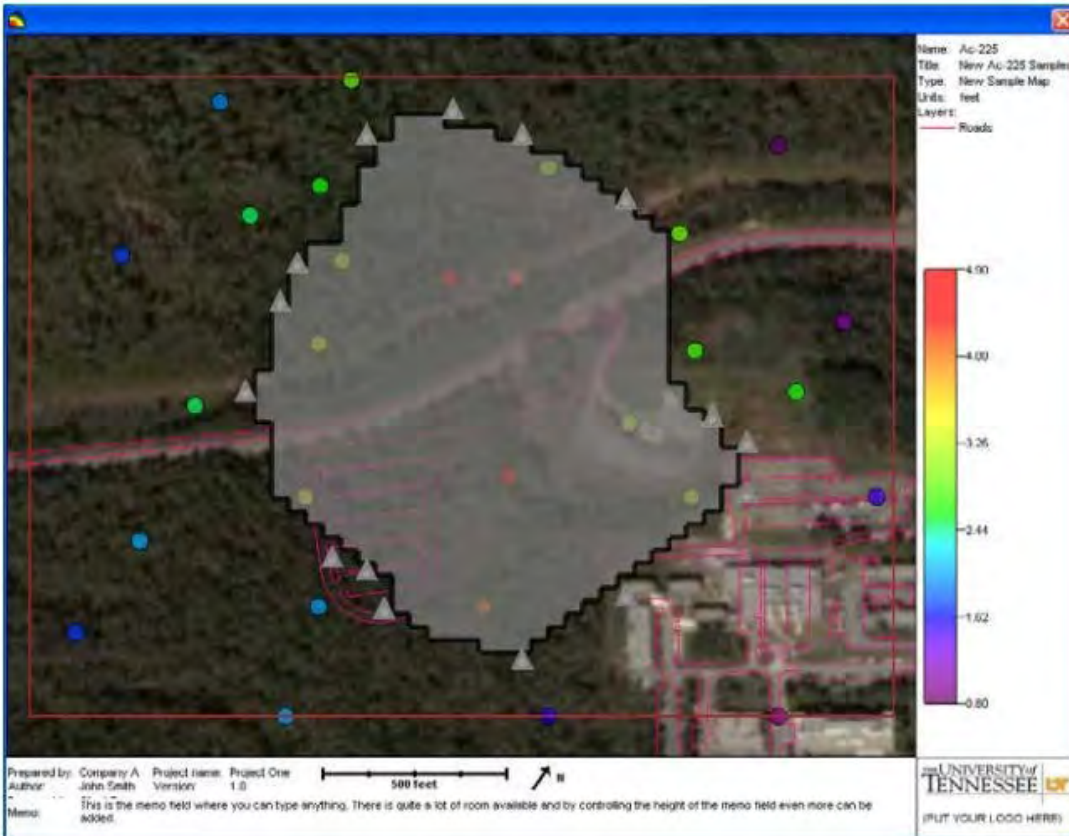 Name: Ac-225
Title: New Ac-225 Samples
Type: New Sample Map
Units: feet
Layers:
Roads
4.90
4.09
3.26
2.44
1.62
0.80
Prepared by: Company A Project name: Project One
Author: John Smith Version: 1.0
500 feet
N
Memo: This is the memo field where you can type anything. There is quite a lot of room available and by controlling the height of the memo field even more can be added.
THE UNIVERSITY of
TENNESSEE UT
(PUT YOUR LOGO HERE)